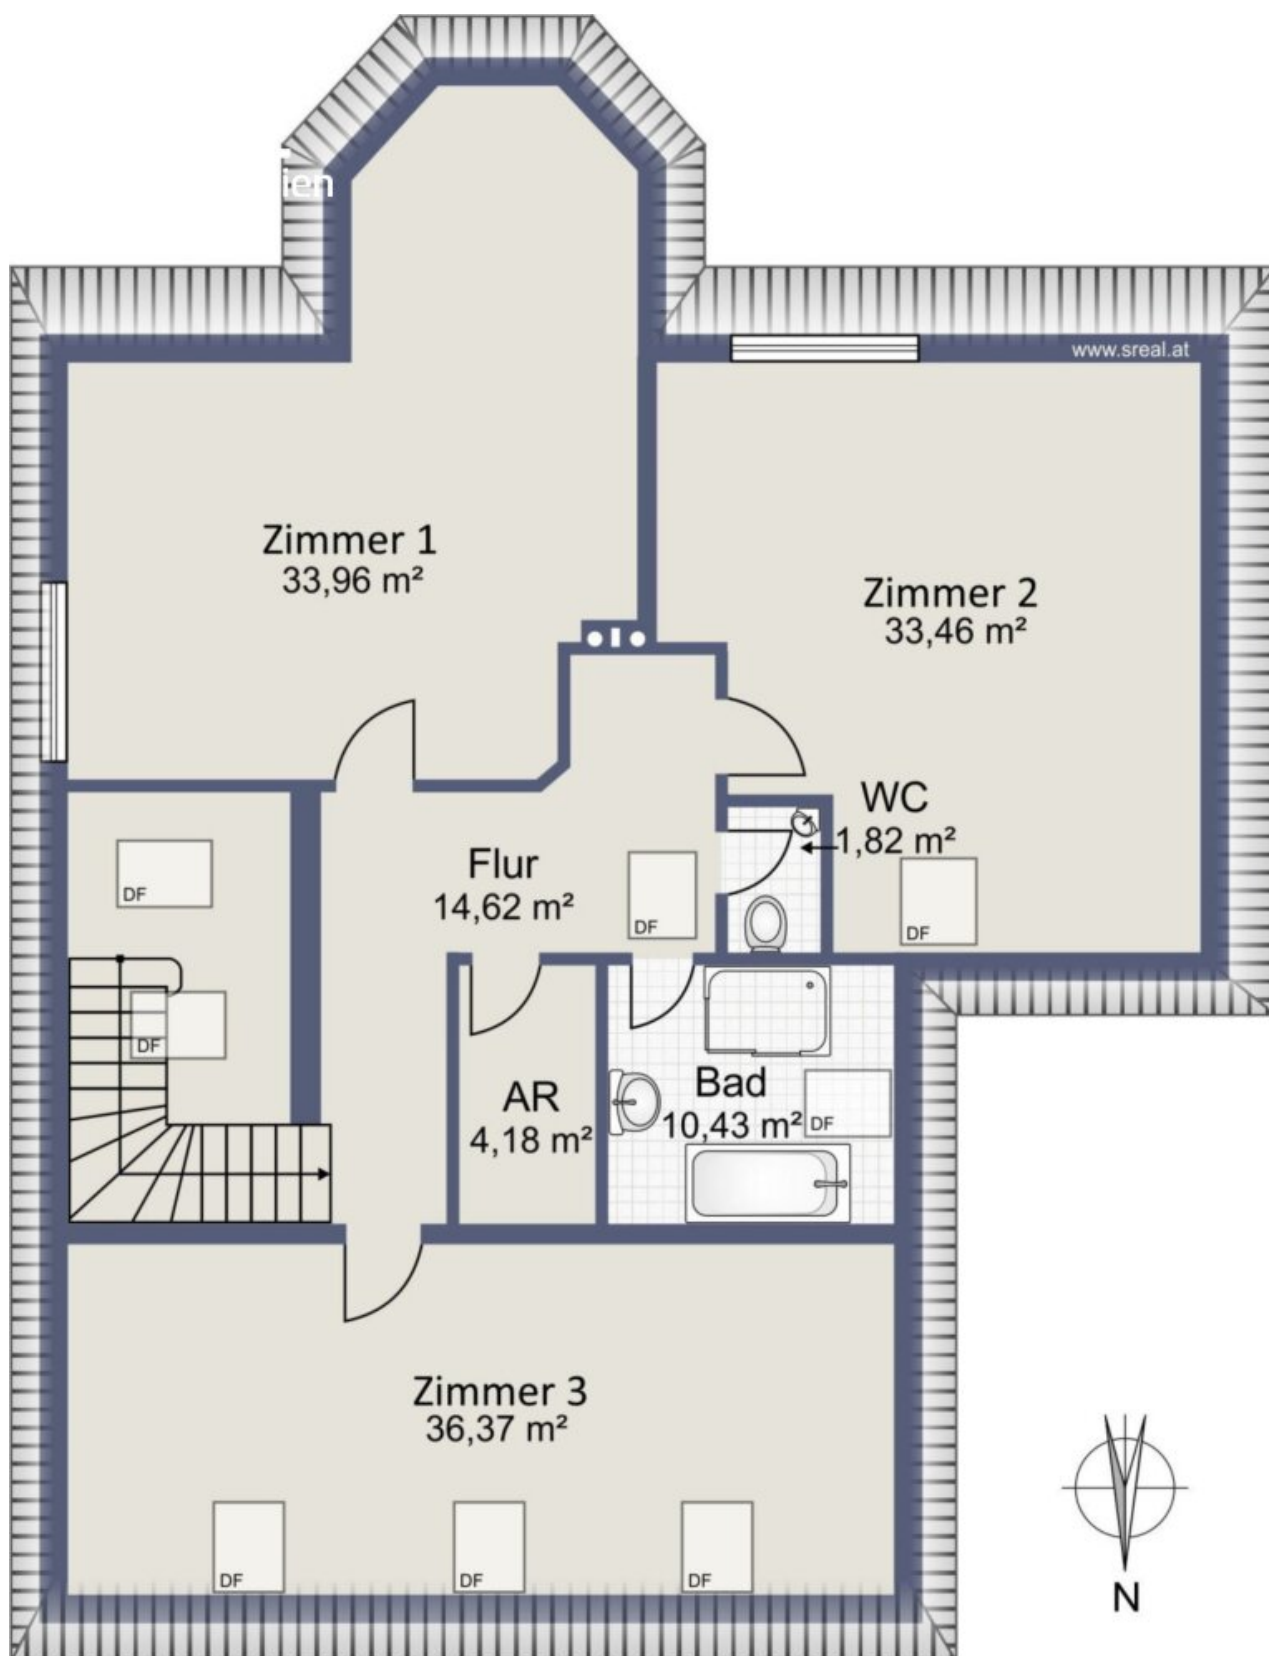 ien
www.sreal.at
Zimmer 1
33,96 m²
Zimmer 2
33,46 m²
WC
1,82 m²
DF
Flur
14,62 m²
DF
DF
DF
AR
4,18 m²
Bad
10,43 m²
DF
Zimmer 3
36,37 m²
DF
DF
DF
N